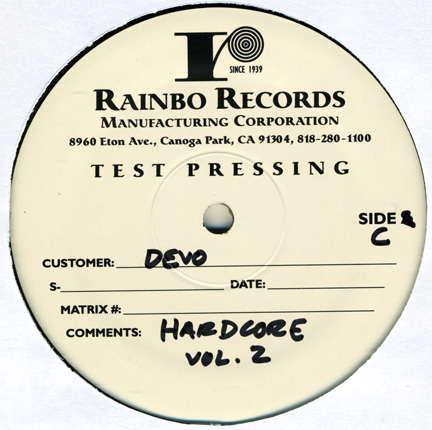 r
SINCE 1939
RAINBO RECORDS
MANUFACTURING CORPORATION
8960 Eton Ave., Canoga Park, CA 91304, 818-280-1100
TEST PRESSING
SIDE
C
CUSTOMER: DEVO
S- DATE:
MATRIX #:
COMMENTS: HARDCORE
VOL. 2